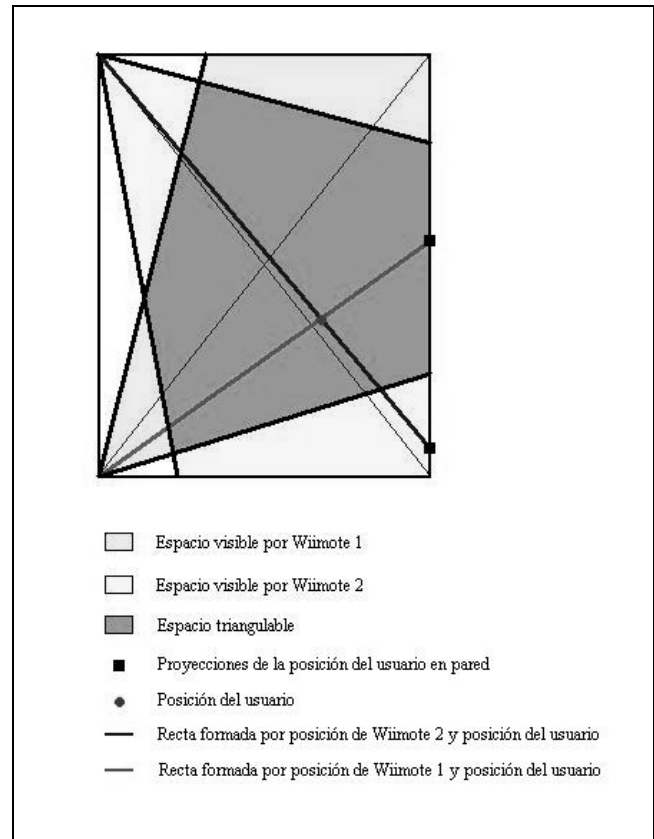 Espacio visible por Wiimote 1
Espacio visible por Wiimote 2
Espacio triangulable
Proyecciones de la posición del usuario en pared
Posición del usuario
Recta formada por posición de Wiimote 2 y posición del usuario
Recta formada por posición de Wiimote 1 y posición del usuario